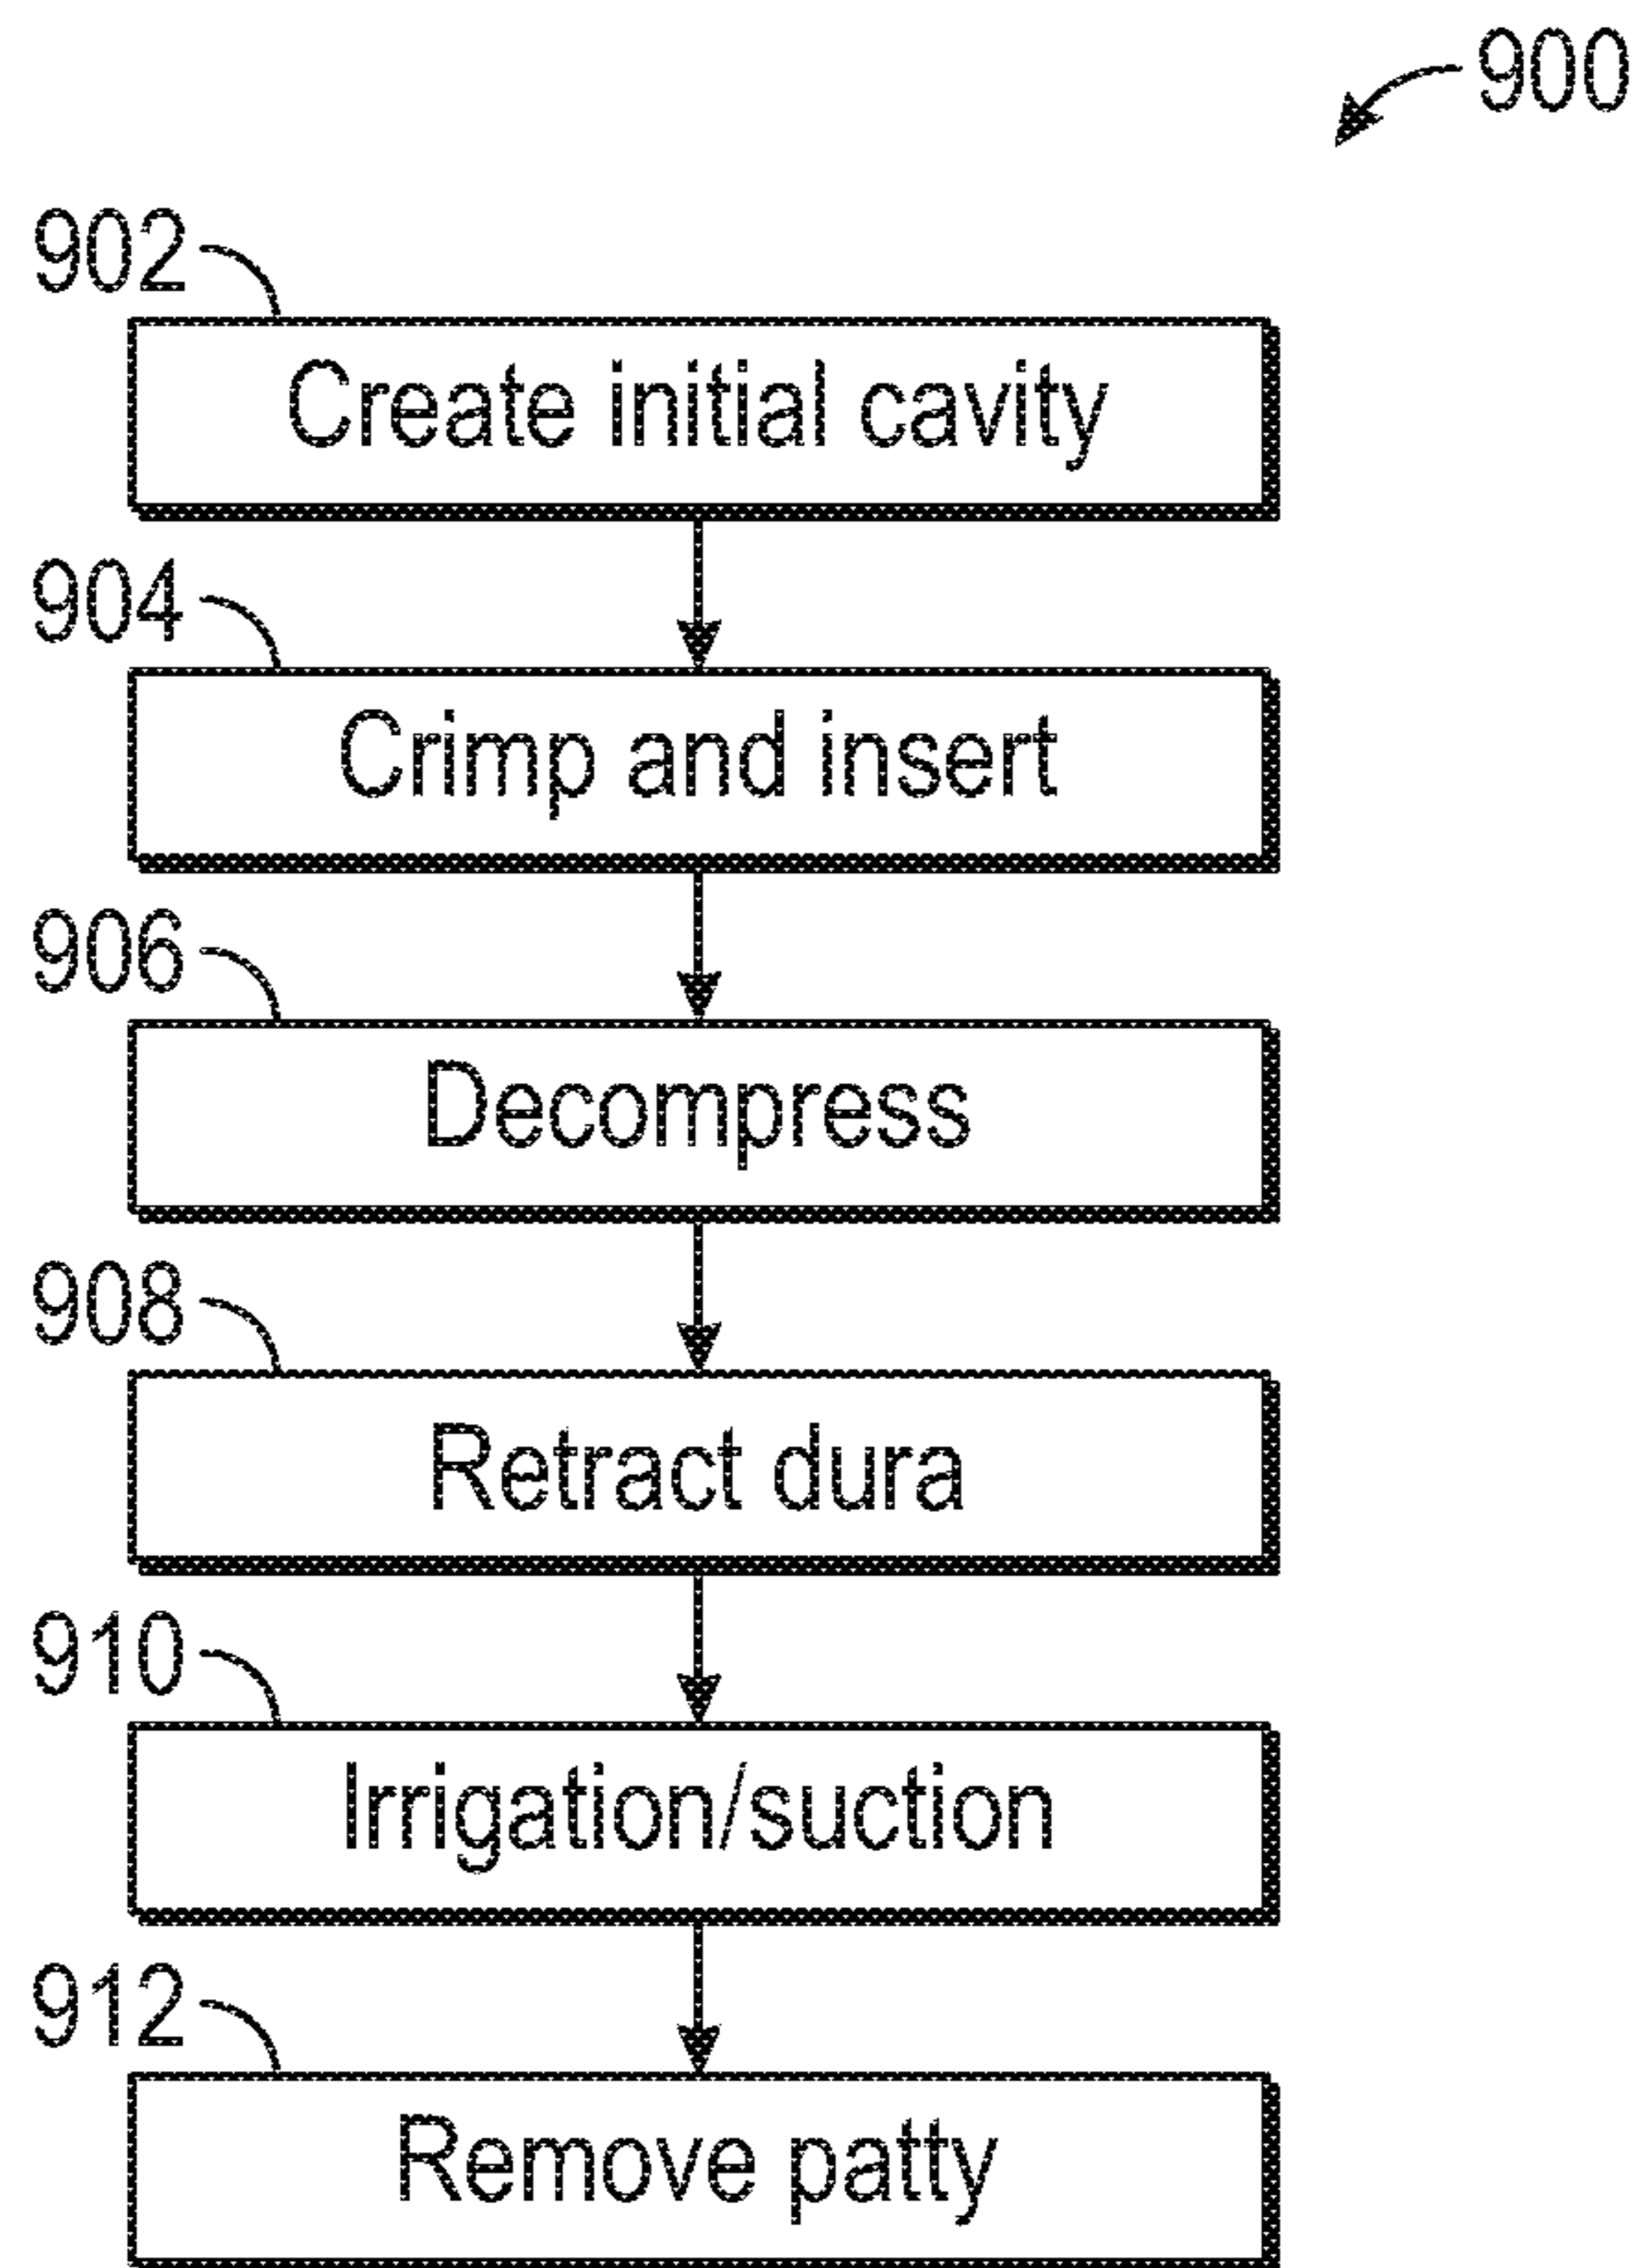 900
902
Create initial cavity
904
Crimp and insert
906
Decompress
908
Retract dura
910
Irrigation/suction
912
Remove patty